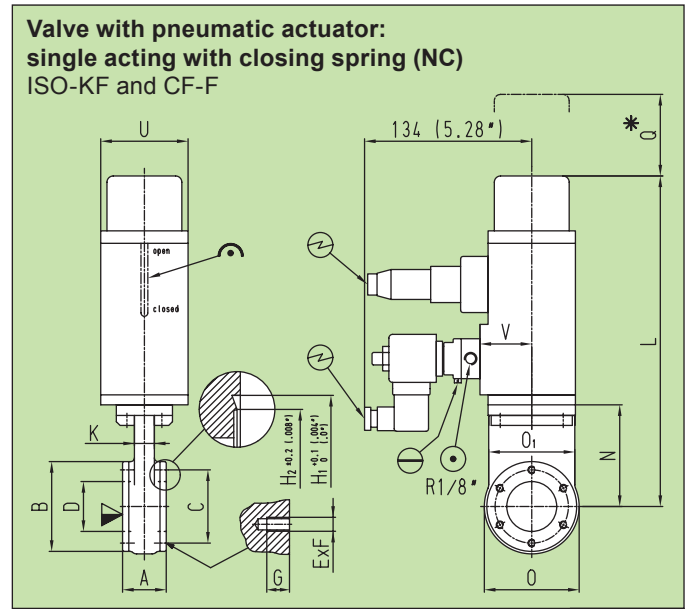 Valve with pneumatic actuator:
single acting with closing spring (NC)
ISO-KF and CF-F
U
134 (5.28")
* Q
open
closed
V
L
K
H₂ ±0.2 (.008")
H₁ +0.1 (.004") 0 (.0")
O₁
N
R1/8"
B
D
C
G
ExF
A
O